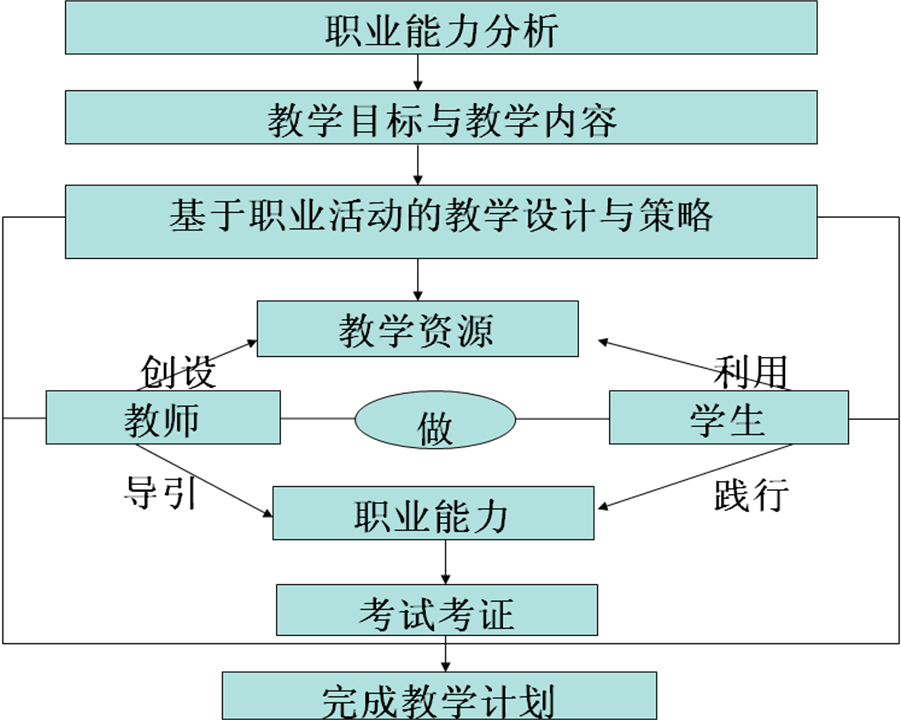 职业能力分析
教学目标与教学内容
基于职业活动的教学设计与策略
教学资源
创设
利用
教师
做
学生
导引
践行
职业能力
考试考证
完成教学计划